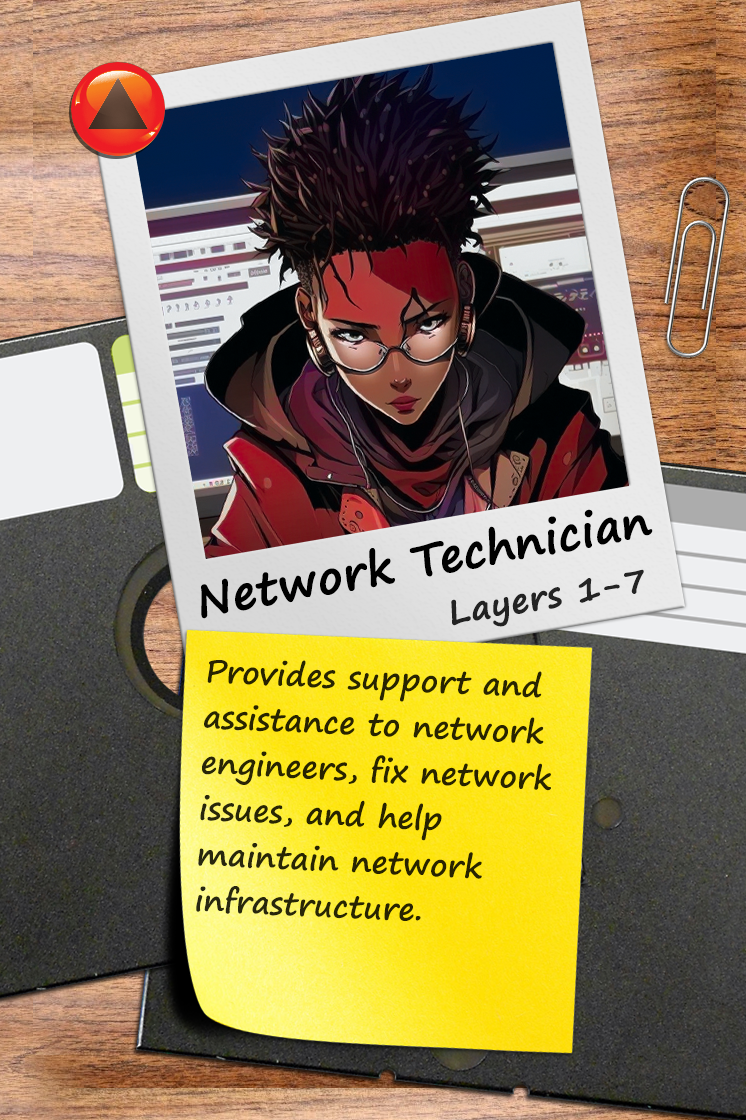 Network Technician
Layers 1-7
Provides support and
assistance to network
engineers, fix network
issues, and help
maintain network
infrastructure.